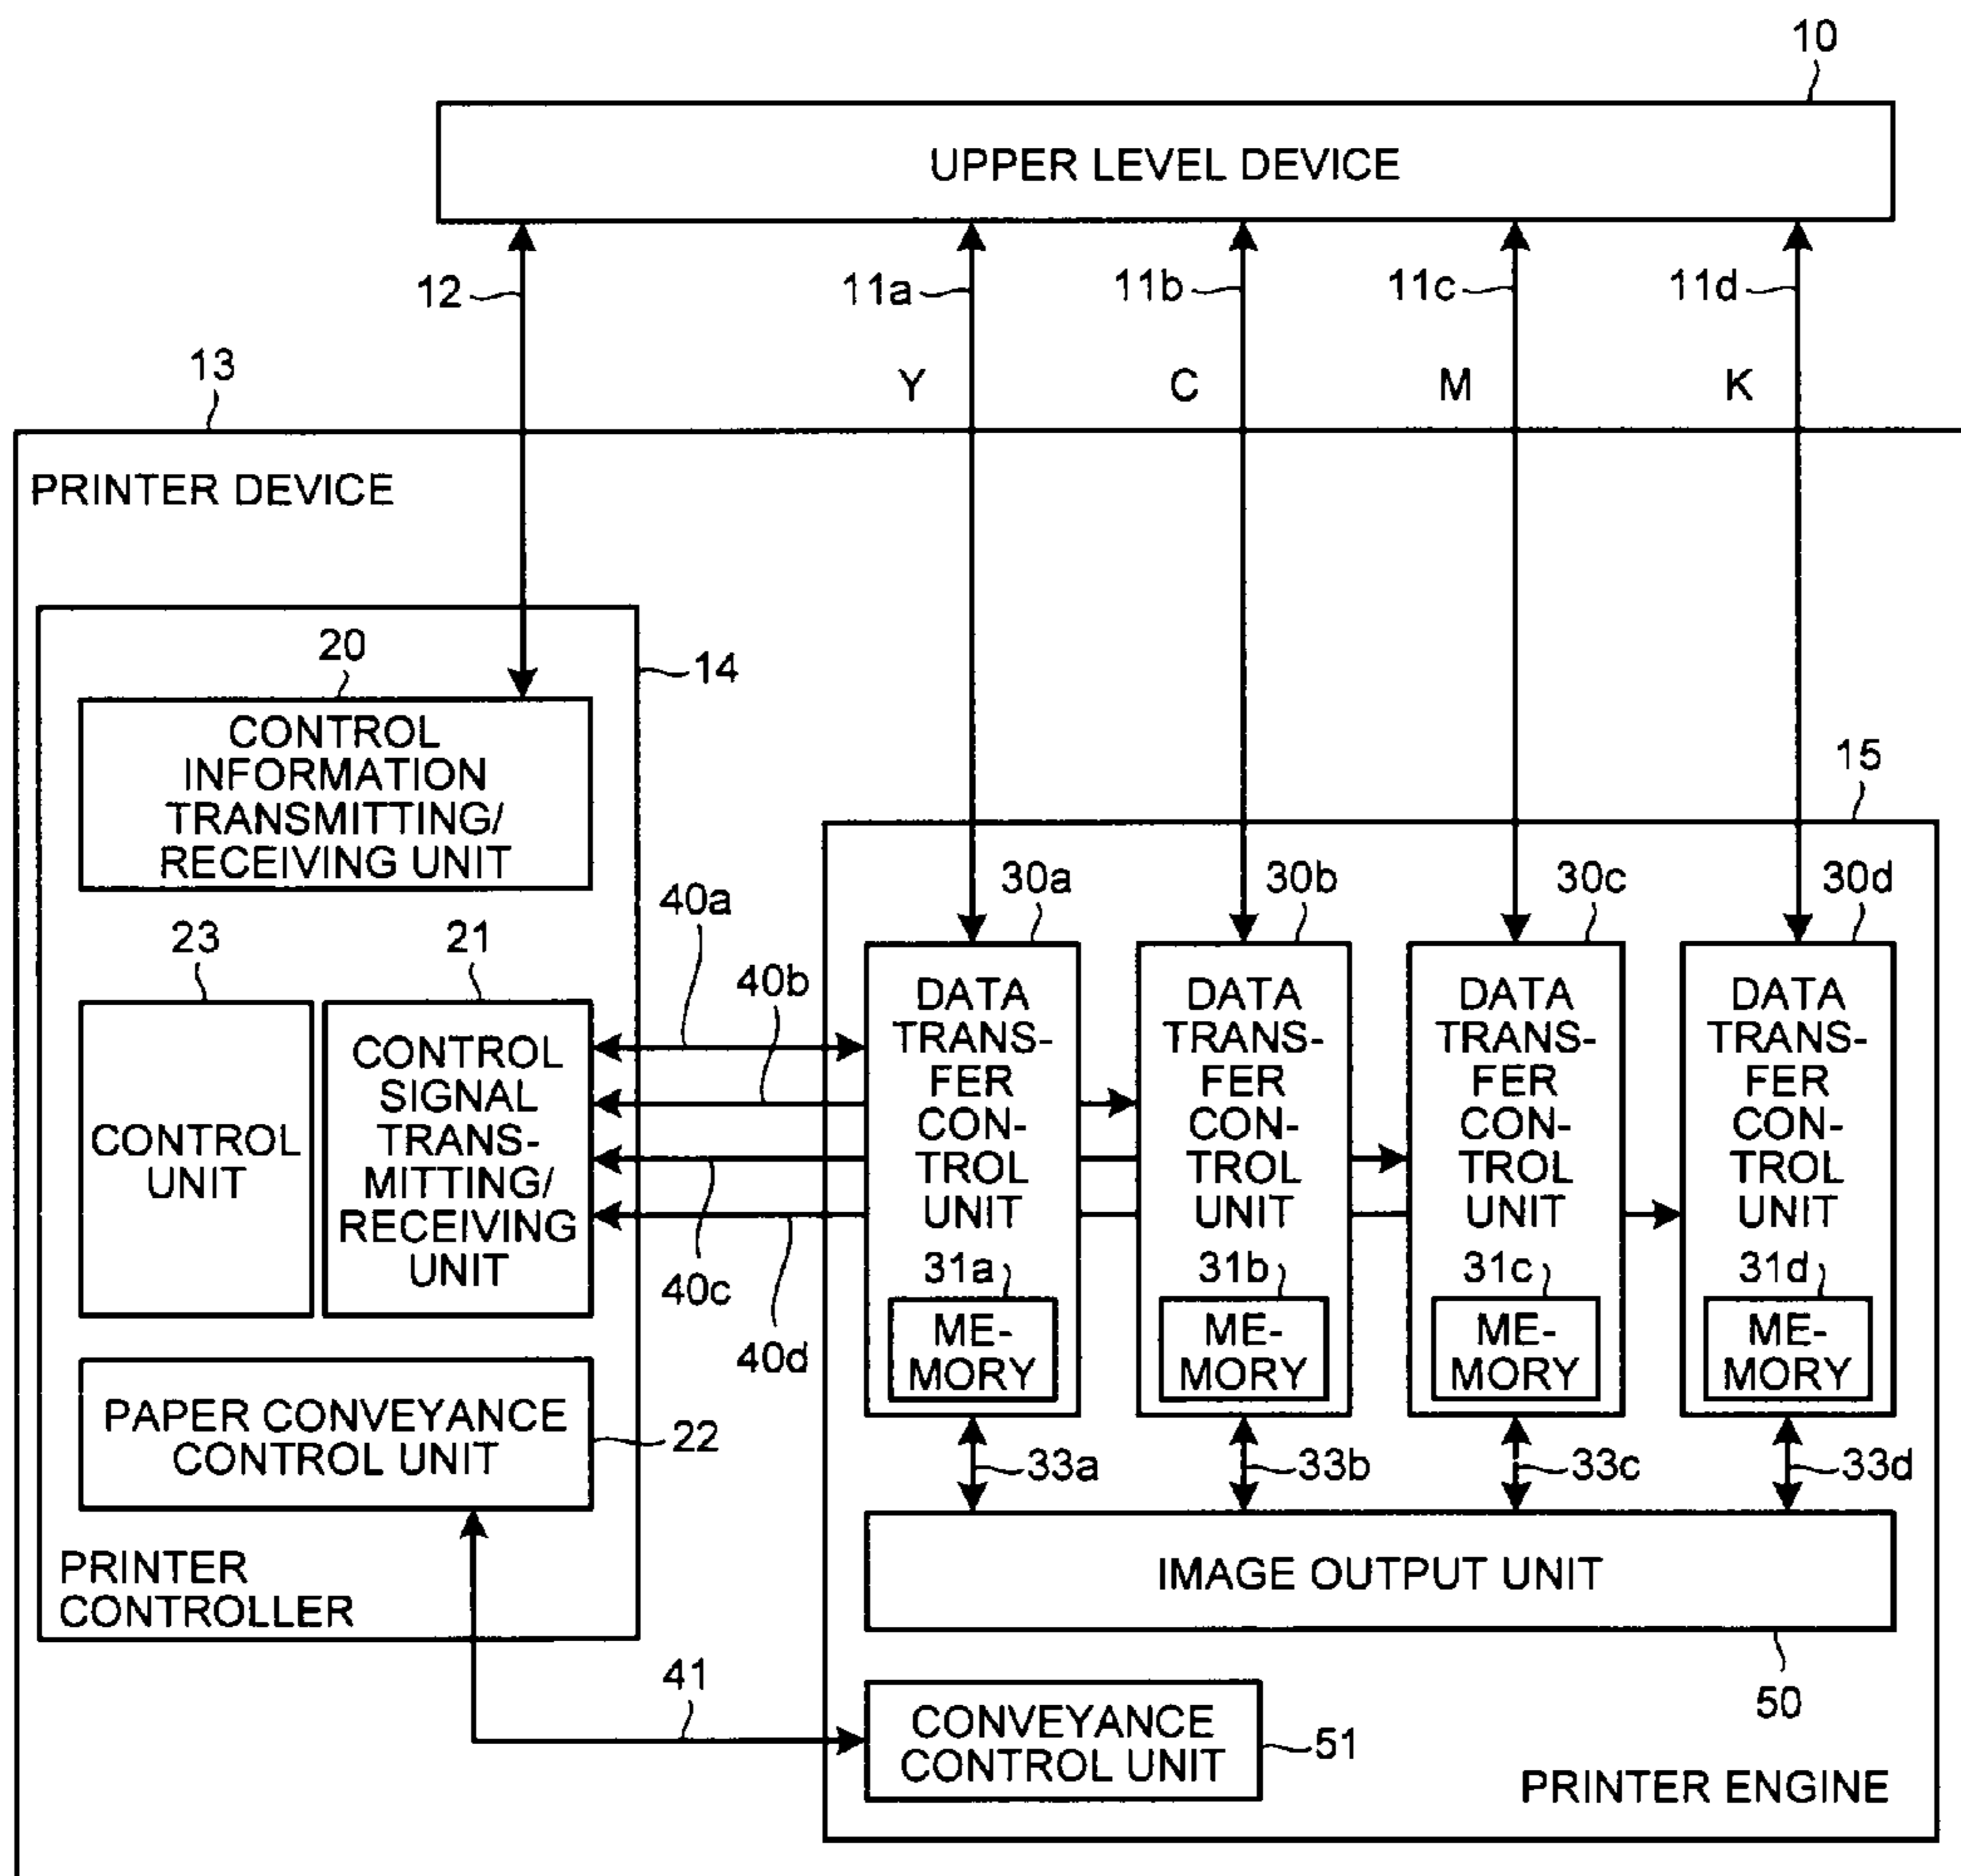 10
UPPER LEVEL DEVICE
12
11a
11b
11c
11d
13
Y
C
M
K
PRINTER DEVICE
20
14
CONTROL
INFORMATION
TRANSMITTING/
RECEIVING UNIT
15
23
21
40a
40b
30a
30b
30c
30d
CONTROL
UNIT
CONTROL
SIGNAL
TRANS-
MITTING/
RECEIVING
UNIT
DATA
TRANS-
FER
CON-
TROL
UNIT
DATA
TRANS-
FER
CON-
TROL
UNIT
DATA
TRANS-
FER
CON-
TROL
UNIT
DATA
TRANS-
FER
CON-
TROL
UNIT
40c
40d
31a
31b
31c
31d
ME-
MORY
ME-
MORY
ME-
MORY
ME-
MORY
PAPER CONVEYANCE
CONTROL UNIT
22
33a
33b
33c
33d
IMAGE OUTPUT UNIT
PRINTER
CONTROLLER
41
50
CONVEYANCE
CONTROL UNIT
51
PRINTER ENGINE